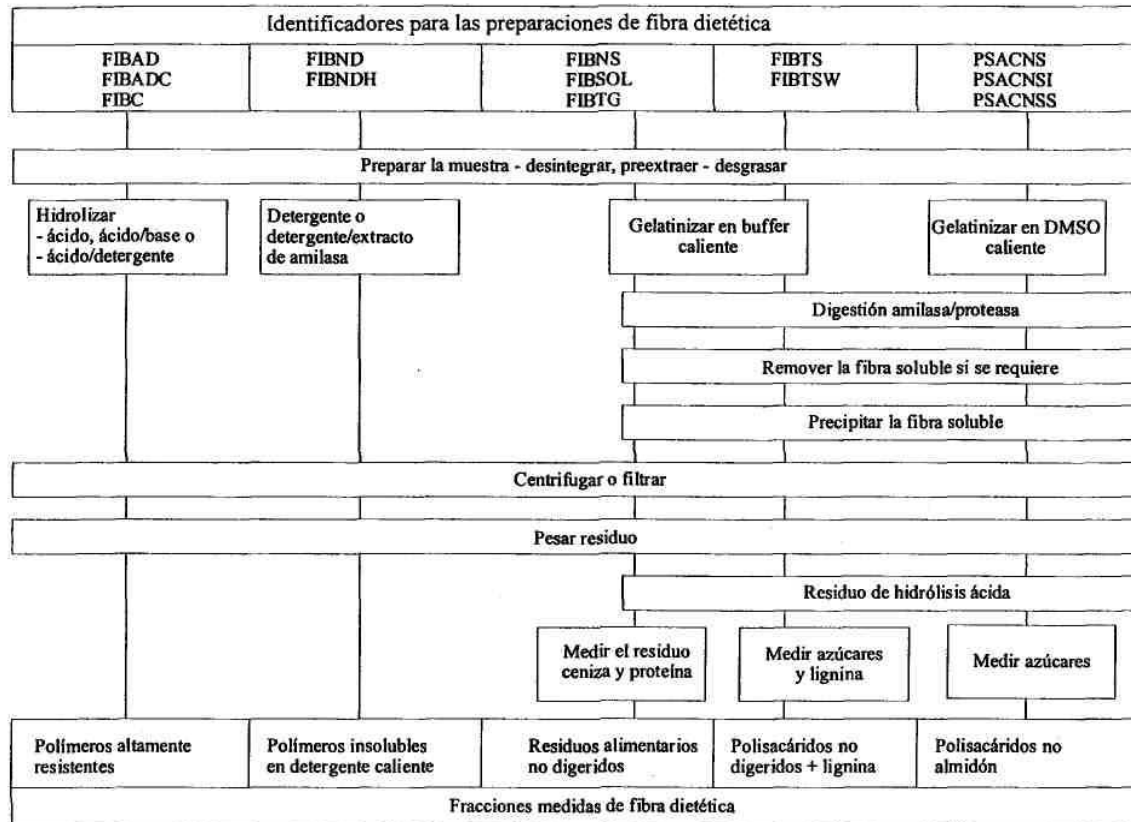 Identificadores para las preparaciones de fibra dietética
FIBAD
FIBADC
FIBC
FIBND
FIBNDH
FIBNS
FIBSOL
FIBTG
FIBTS
FIBTSW
PSACNS
PSACNSI
PSACNSS
Preparar la muestra - desintegrar, preextraer - desgrasar
Hidrolizar
- ácido, ácido/base o
- ácido/detergente
Detergente o
detergente/extracto
de amilasa
Gelatinizar en buffer
caliente
Gelatinizar en DMSO
caliente
Digestión amilasa/proteasa
Remover la fibra soluble si se requiere
Precipitar la fibra soluble
Centrifugar o filtrar
Pesar residuo
Residuo de hidrólisis ácida
Medir el residuo
ceniza y proteína
Medir azúcares
y lignina
Medir azúcares
Polímeros altamente
resistentes
Polímeros insolubles
en detergente caliente
Residuos alimentarios
no digeridos
Polisacáridos no
digeridos + lignina
Polisacáridos no
almidón
Fracciones medidas de fibra dietética